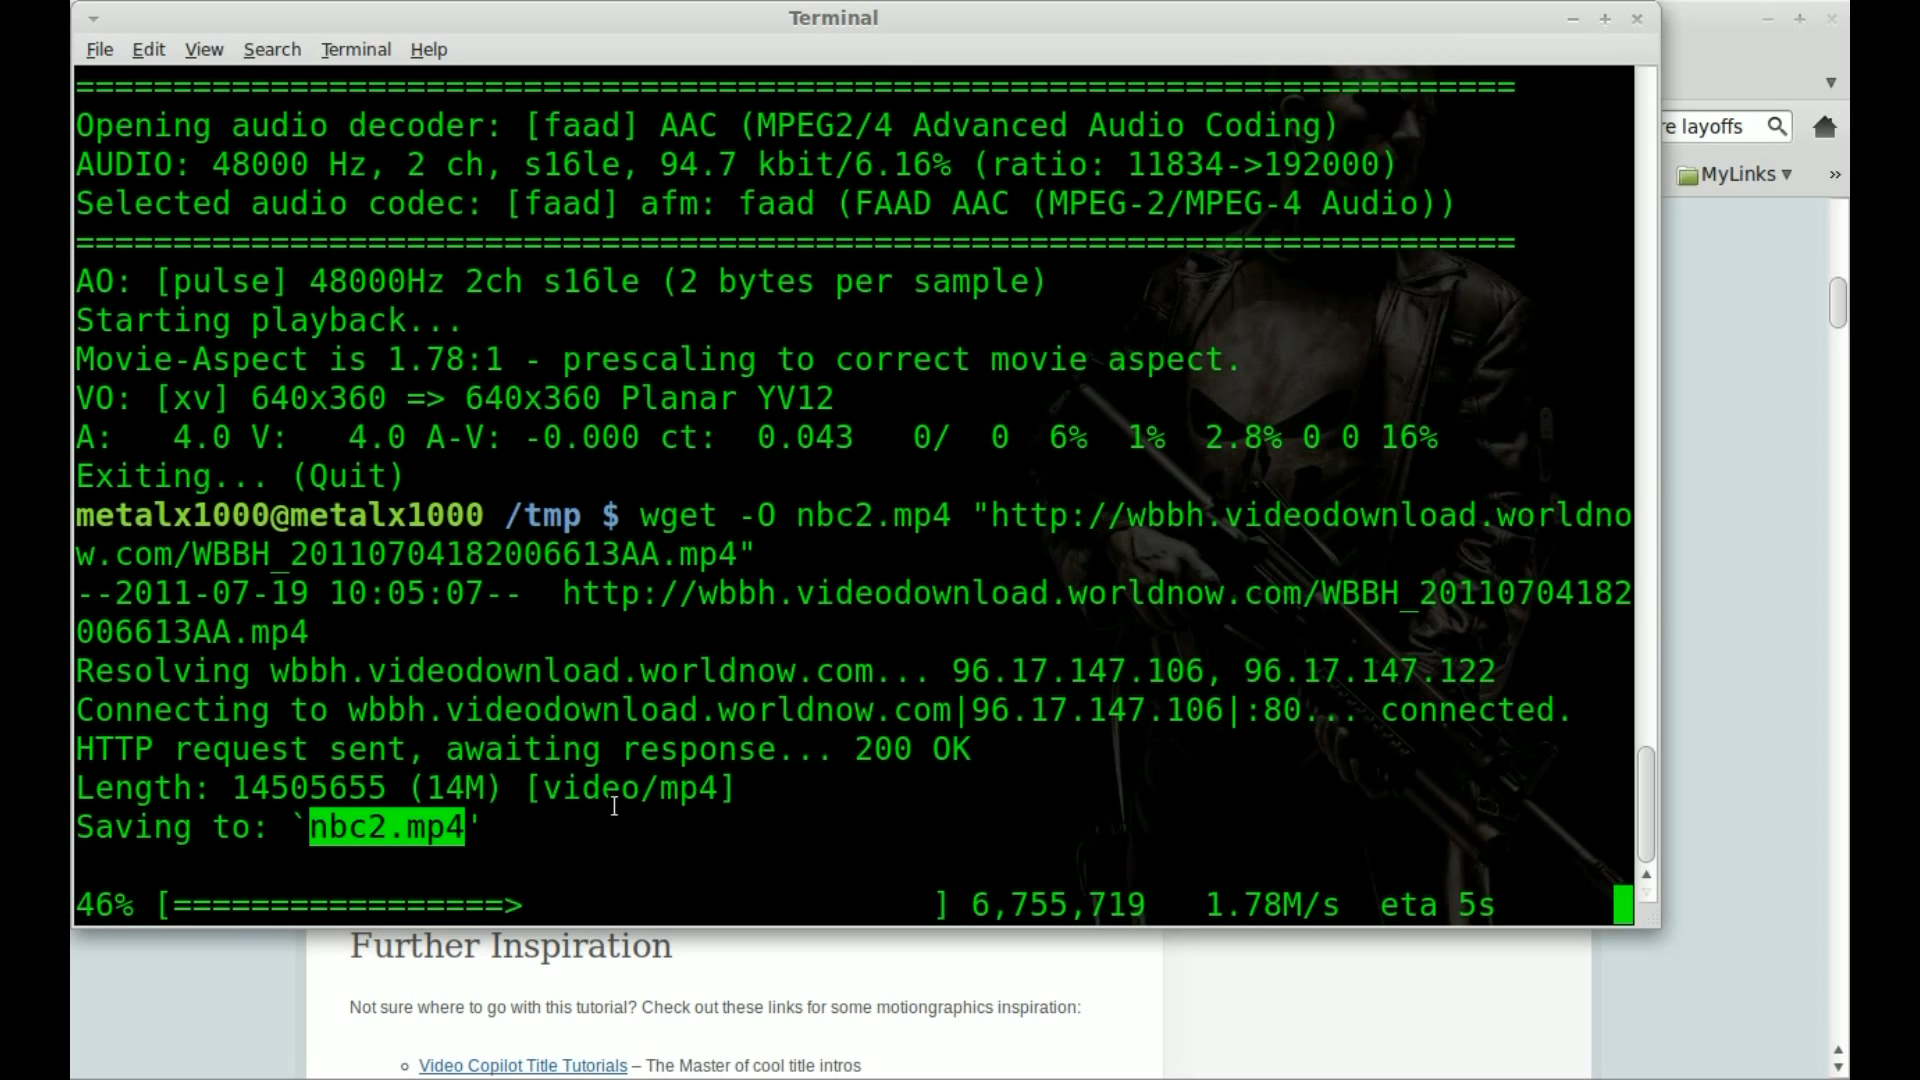 Terminal
File Edit View Search Terminal Help
==========================================================================
Opening audio decoder: [faad] AAC (MPEG2/4 Advanced Audio Coding)
AUDIO: 48000 Hz, 2 ch, s16le, 94.7 kbit/6.16% (ratio: 11834->192000)
Selected audio codec: [faad] afm: faad (FAAD AAC (MPEG-2/MPEG-4 Audio))
==========================================================================
AO: [pulse] 48000Hz 2ch s16le (2 bytes per sample)
Starting playback...
Movie-Aspect is 1.78:1 - prescaling to correct movie aspect.
VO: [xv] 640x360 => 640x360 Planar YV12
A:   4.0 V:   4.0 A-V: -0.000 ct:  0.043   0/  0  6%  1%  2.8% 0 0 16%
Exiting... (Quit)
metalx1000@metalx1000 /tmp $ wget -O nbc2.mp4 "http://wbbh.videodownload.worldno
w.com/WBBH_20110704182006613AA.mp4"
--2011-07-19 10:05:07--  http://wbbh.videodownload.worldnow.com/WBBH_20110704182
006613AA.mp4
Resolving wbbh.videodownload.worldnow.com... 96.17.147.106, 96.17.147.122
Connecting to wbbh.videodownload.worldnow.com|96.17.147.106|:80... connected.
HTTP request sent, awaiting response... 200 OK
Length: 14505655 (14M) [video/mp4]
Saving to: `nbc2.mp4'
46% [=================>                     ] 6,755,719   1.78M/s  eta 5s
re layoffs
MyLinks
»
Further Inspiration
Not sure where to go with this tutorial? Check out these links for some motiongraphics inspiration:
Video Copilot Title Tutorials – The Master of cool title intros